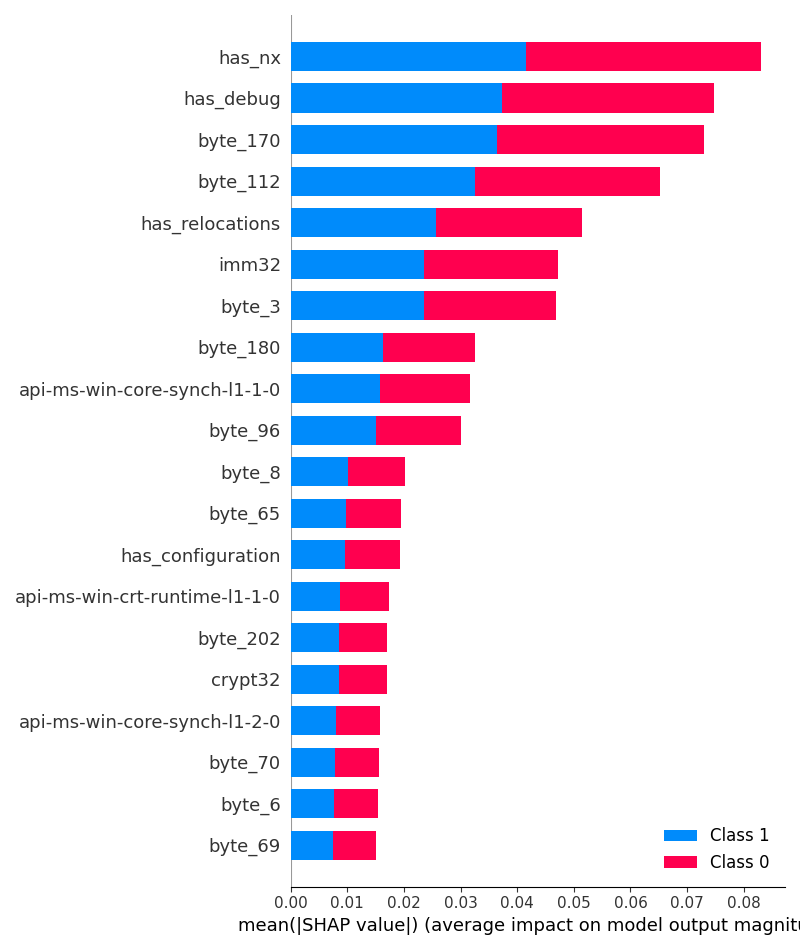 has_nx
has_debug
byte_170
byte_112
has_relocations
imm32
byte_3
byte_180
api-ms-win-core-synch-l1-1-0
byte_96
byte_8
byte_65
has_configuration
api-ms-win-crt-runtime-l1-1-0
byte_202
crypt32
api-ms-win-core-synch-l1-2-0
byte_70
byte_6
byte_69
Class 1
Class 0
0.00 0.01 0.02 0.03 0.04 0.05 0.06 0.07 0.08
mean(|SHAP value|) (average impact on model output magnitu